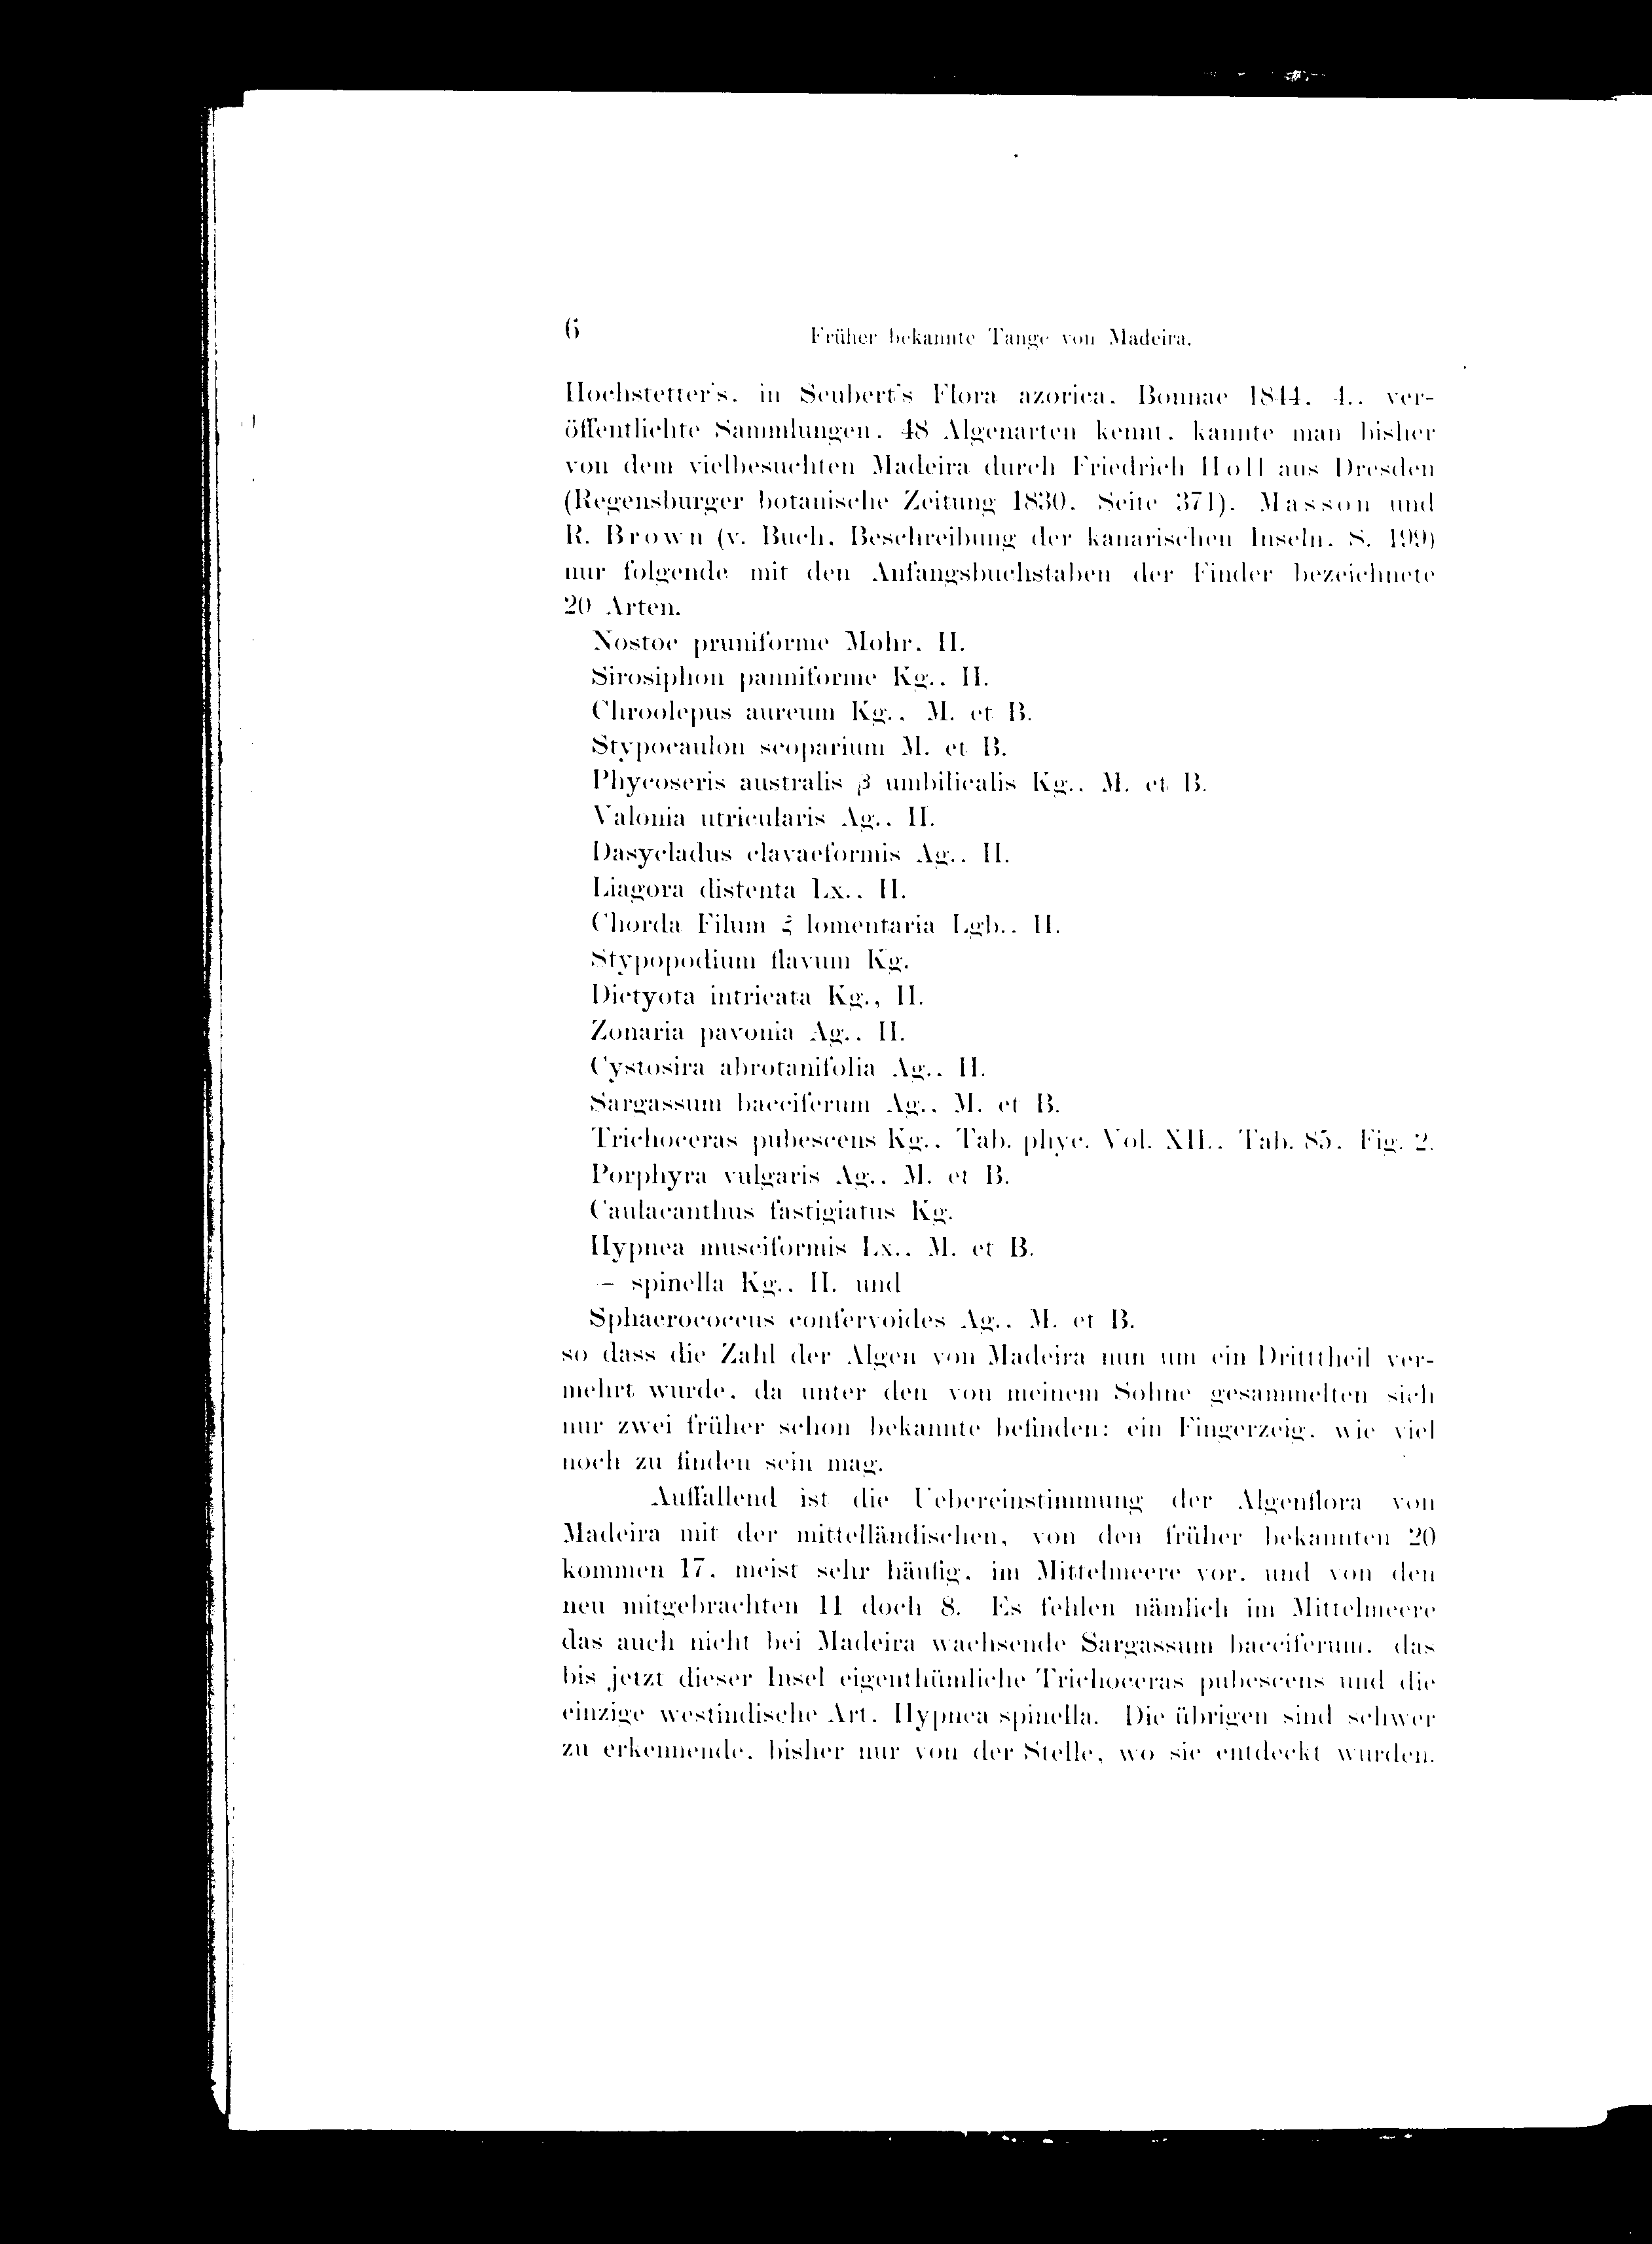 6
Früher bekannte Tange von Madeira.
Hochstetter's, in Seubert's Flora azorica, Bonnae 1844. 4., ver-
öffentlichte Sammlungen, 48 Algenarten kennt, kannte man bisher
von dem vielbesuchten Madeira durch Friedrich Holl aus Dresden
(Regensburger botanische Zeitung 1830. Seite 371). Masson und
R. Brown (v. Buch, Beschreibung der kanarischen Inseln. S. 199)
nur folgende mit den Anfangsbuchstaben der Finder bezeichnete
20 Arten.
Nostoc pruniforme Mohr. H.
Sirosiphon panniforme Kg., H.
Chroolepus aureum Kg., M. et B.
Stypocaulon scoparium M. et B.
Phycoseris australis β umbilicalis Kg., M. et B.
Valonia utricularis Ag., H.
Dasycladus clavaeformis Ag., H.
Liagora distenta Lx., H.
Chorda Filum ξ lomentaria Lgb., H.
Stypopodium flavum Kg.
Dictyota intricata Kg., H.
Zonaria pavonia Ag., H.
Cystosira abrotanifolia Ag., H.
Sargassum bacciferum Ag., M. et B.
Trichoceras pubescens Kg., Tab. phyc. Vol. XII., Tab. 85. Fig. 2.
Porphyra vulgaris Ag., M. et B.
Caulacanthus fastigiatus Kg.
Hypnea musciformis Lx., M. et B.
– spinella Kg., H. und
Sphaerococcus confervoides Ag., M. et B.
so dass die Zahl der Algen von Madeira nun um ein Dritttheil ver-
mehrt wurde, da unter den von meinem Sohne gesammelten sich
nur zwei früher schon bekannte befinden: ein Fingerzeig, wie viel
noch zu finden sein mag.
Auffallend ist die Uebereinstimmung der Algenflora von
Madeira mit der mittelländischen, von den früher bekannten 20
kommen 17, meist sehr häufig, im Mittelmeere vor, und von den
neu mitgebrachten 11 doch 8. Es fehlen nämlich im Mittelmeere
das auch nicht bei Madeira wachsende Sargassum bacciferum, das
bis jetzt dieser Insel eigenthümliche Trichoceras pubescens und die
einzige westindische Art, Hypnea spinella. Die übrigen sind schwer
zu erkennende, bisher nur von der Stelle, wo sie entdeckt wurden,